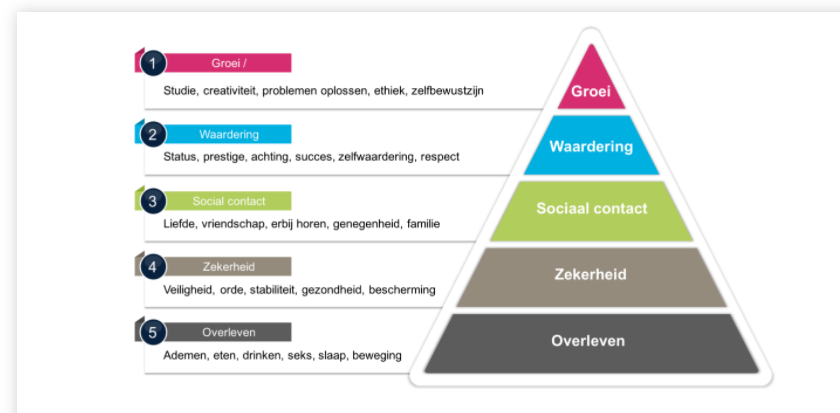 1
Groei /
Studie, creativiteit, problemen oplossen, ethiek, zelfbewustzijn
2
Waardering
Status, prestige, achting, succes, zelfwaardering, respect
3
Social contact
Liefde, vriendschap, erbij horen, genegenheid, familie
4
Zekerheid
Veiligheid, orde, stabiliteit, gezondheid, bescherming
5
Overleven
Ademen, eten, drinken, seks, slaap, beweging
Groei
Waardering
Sociaal contact
Zekerheid
Overleven